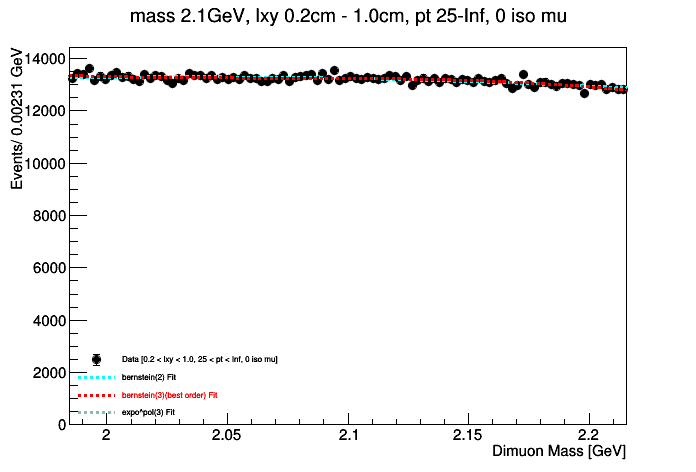 mass 2.1GeV, lxy 0.2cm - 1.0cm, pt 25-Inf, 0 iso mu
Events/ 0.00231 GeV
14000
12000
10000
8000
6000
4000
2000
0
Data [0.2 < lxy < 1.0, 25 < pt < Inf, 0 iso mu]
bernstein(2) Fit
bernstein(3)(best order) Fit
expo^pol(3) Fit
2 2.05 2.1 2.15 2.2
Dimuon Mass [GeV]